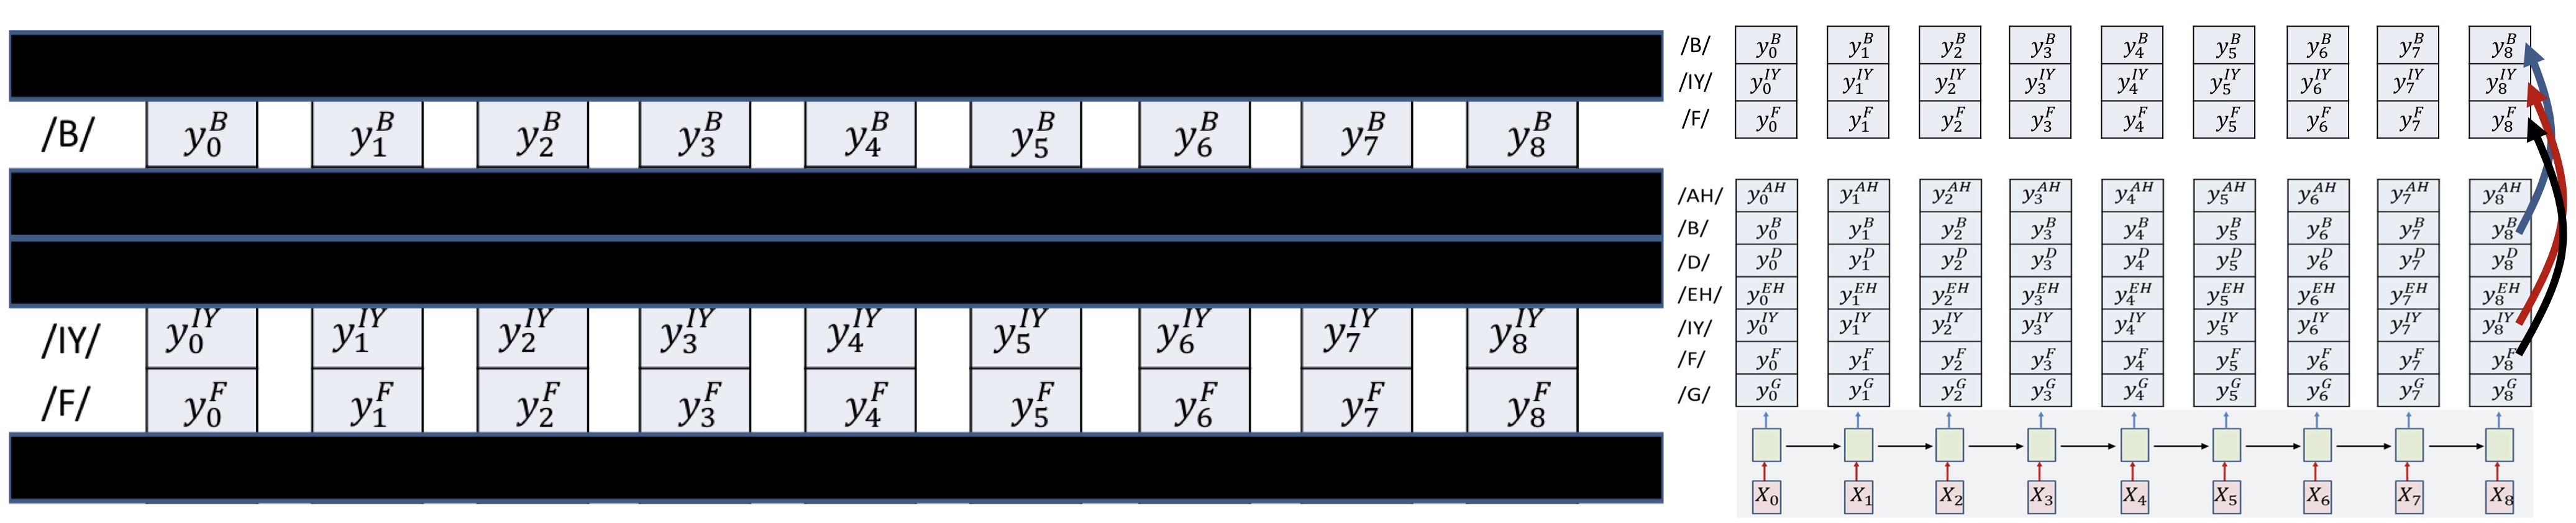 /B/ y_0^B y_1^B y_2^B y_3^B y_4^B y_5^B y_6^B y_7^B y_8^B
/IY/ y_0^{IY} y_1^{IY} y_2^{IY} y_3^{IY} y_4^{IY} y_5^{IY} y_6^{IY} y_7^{IY} y_8^{IY}
/F/ y_0^F y_1^F y_2^F y_3^F y_4^F y_5^F y_6^F y_7^F y_8^F
/B/ y_0^B y_1^B y_2^B y_3^B y_4^B y_5^B y_6^B y_7^B y_8^B
/IY/ y_0^{IY} y_1^{IY} y_2^{IY} y_3^{IY} y_4^{IY} y_5^{IY} y_6^{IY} y_7^{IY} y_8^{IY}
/F/ y_0^F y_1^F y_2^F y_3^F y_4^F y_5^F y_6^F y_7^F y_8^F
/AH/ y_0^{AH} y_1^{AH} y_2^{AH} y_3^{AH} y_4^{AH} y_5^{AH} y_6^{AH} y_7^{AH} y_8^{AH}
/B/ y_0^B y_1^B y_2^B y_3^B y_4^B y_5^B y_6^B y_7^B y_8^B
/D/ y_0^D y_1^D y_2^D y_3^D y_4^D y_5^D y_6^D y_7^D y_8^D
/EH/ y_0^{EH} y_1^{EH} y_2^{EH} y_3^{EH} y_4^{EH} y_5^{EH} y_6^{EH} y_7^{EH} y_8^{EH}
/IY/ y_0^{IY} y_1^{IY} y_2^{IY} y_3^{IY} y_4^{IY} y_5^{IY} y_6^{IY} y_7^{IY} y_8^{IY}
/F/ y_0^F y_1^F y_2^F y_3^F y_4^F y_5^F y_6^F y_7^F y_8^F
/G/ y_0^G y_1^G y_2^G y_3^G y_4^G y_5^G y_6^G y_7^G y_8^G
X_0 X_1 X_2 X_3 X_4 X_5 X_6 X_7 X_8